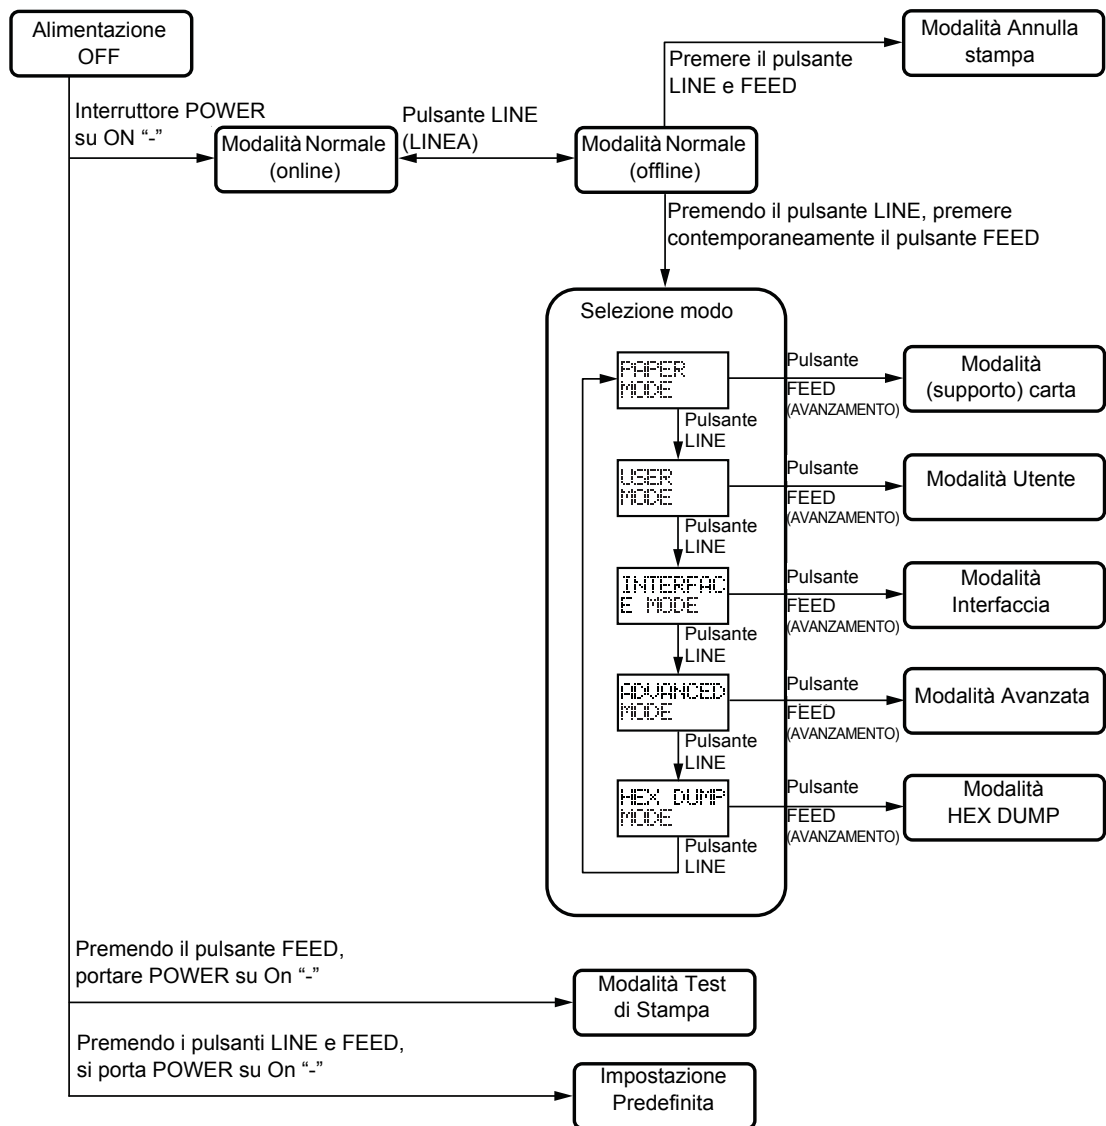 Alimentazione
OFF
Modalità Annulla
stampa
Premere il pulsante
LINE e FEED
Interruttore POWER
su ON “-”
Pulsante LINE
(LINEA)
Modalità Normale
(online)
Modalità Normale
(offline)
Premendo il pulsante LINE, premere
contemporaneamente il pulsante FEED
Selezione modo
PAPER
MODE
Pulsante
FEED
(AVANZAMENTO)
Modalità
(supporto) carta
Pulsante
LINE
USER
MODE
Pulsante
FEED
(AVANZAMENTO)
Modalità Utente
Pulsante
LINE
INTERFAC
E MODE
Pulsante
FEED
(AVANZAMENTO)
Modalità
Interfaccia
Pulsante
LINE
ADVANCED
MODE
Pulsante
FEED
(AVANZAMENTO)
Modalità Avanzata
Pulsante
LINE
HEX DUMP
MODE
Pulsante
FEED
(AVANZAMENTO)
Modalità
HEX DUMP
Pulsante
LINE
Premendo il pulsante FEED,
portare POWER su On “-”
Modalità Test
di Stampa
Premendo i pulsanti LINE e FEED,
si porta POWER su On “-”
Impostazione
Predefinita